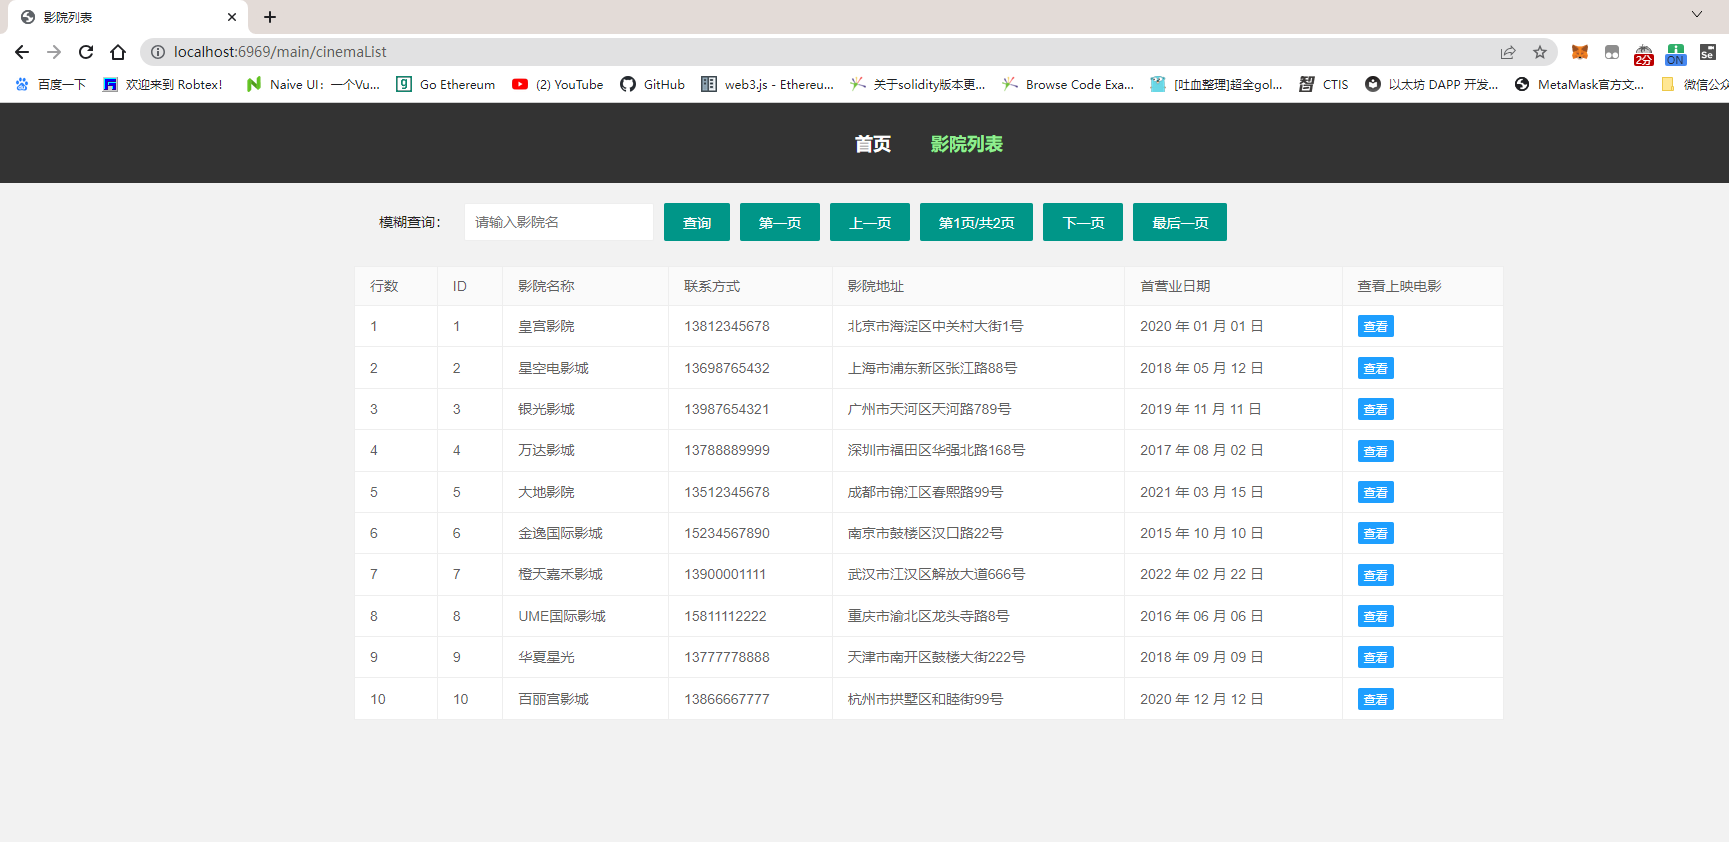 影院列表
localhost:6969/main/cinemaList
2分 ON Se
百度一下 欢迎来到 Robtex! Naive UI：一个Vu... Go Ethereum (2) YouTube GitHub web3.js - Ethereu... 关于solidity版本更... Browse Code Exa... [吐血整理]超全gol... CTIS 以太坊 DAPP 开发... MetaMask官方文... 微信公众
首页 影院列表
模糊查询： 请输入影院名 查询 第一页 上一页 第1页/共2页 下一页 最后一页
行数 ID 影院名称 联系方式 影院地址 首营业日期 查看上映电影
1 1 皇宫影院 13812345678 北京市海淀区中关村大街1号 2020 年 01 月 01 日 查看
2 2 星空电影城 13698765432 上海市浦东新区张江路88号 2018 年 05 月 12 日 查看
3 3 银光影城 13987654321 广州市天河区天河路789号 2019 年 11 月 11 日 查看
4 4 万达影城 13788889999 深圳市福田区华强北路168号 2017 年 08 月 02 日 查看
5 5 大地影院 13512345678 成都市锦江区春熙路99号 2021 年 03 月 15 日 查看
6 6 金逸国际影城 15234567890 南京市鼓楼区汉口路22号 2015 年 10 月 10 日 查看
7 7 橙天嘉禾影城 13900001111 武汉市江汉区解放大道666号 2022 年 02 月 22 日 查看
8 8 UME国际影城 15811112222 重庆市渝北区龙头寺路8号 2016 年 06 月 06 日 查看
9 9 华夏星光 13777778888 天津市南开区鼓楼大街222号 2018 年 09 月 09 日 查看
10 10 百丽宫影城 13866667777 杭州市拱墅区和睦街99号 2020 年 12 月 12 日 查看